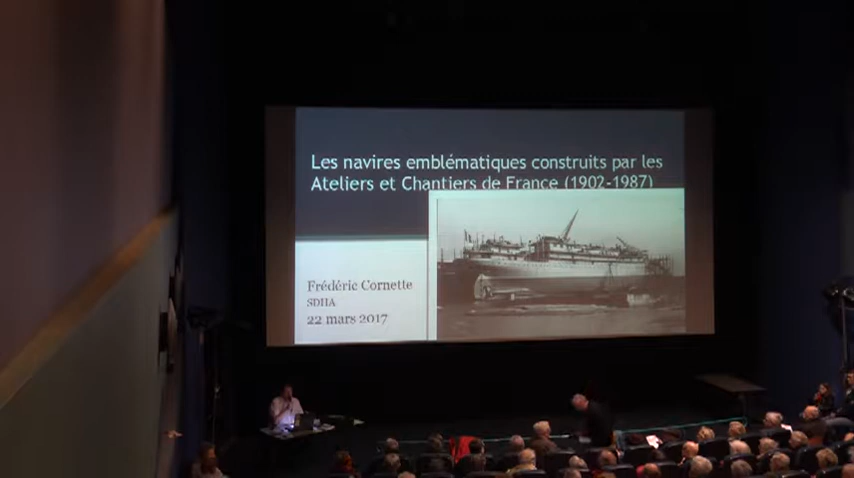 Les navires emblématiques construits par les
Ateliers et Chantiers de France (1902-1987)
Frédéric Cornette
SDHA
22 mars 2017